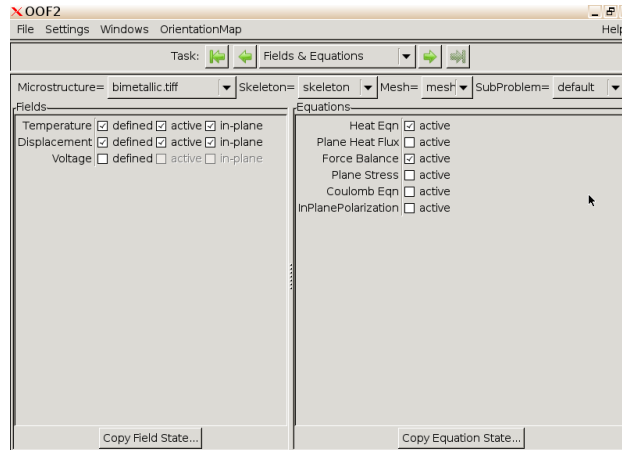 OOF2
File Settings Windows OrientationMap Help
Task: Fields & Equations
Microstructure= bimetallic.tiff Skeleton= skeleton Mesh= mesh SubProblem= default
Fields Equations
Temperature defined active in-plane Heat Eqn active
Displacement defined active in-plane Plane Heat Flux active
Voltage defined active in-plane Force Balance active
Plane Stress active
Coulomb Eqn active
InPlanePolarization active
Copy Field State... Copy Equation State...